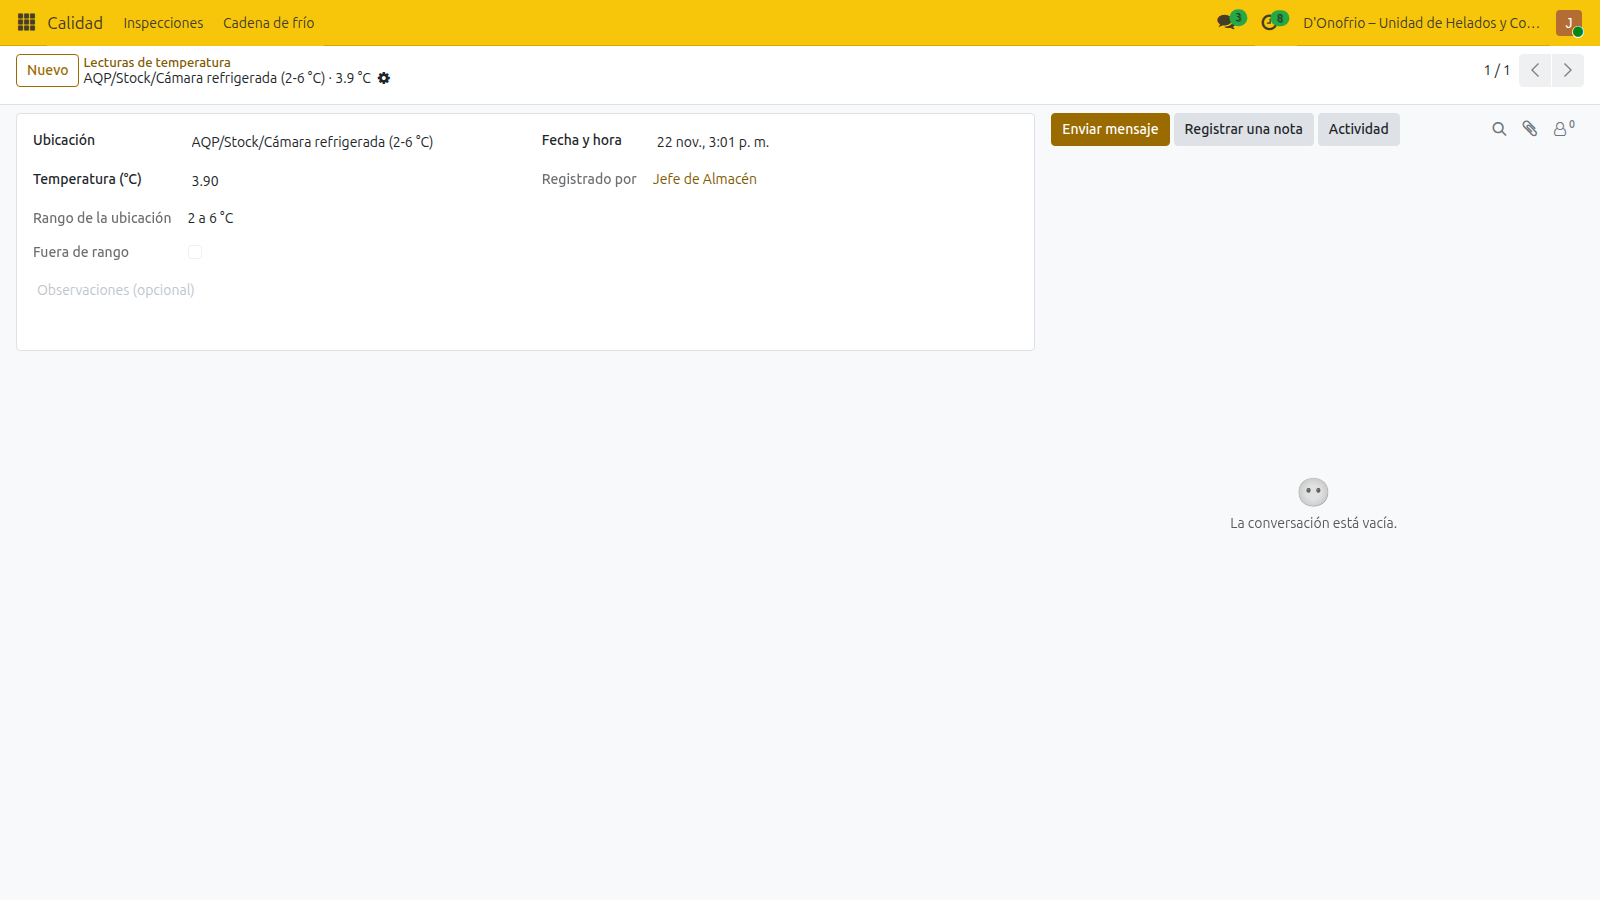 Calidad Inspecciones Cadena de frío 3 8 D'Onofrio – Unidad de Helados y Co... J
Nuevo Lecturas de temperatura
AQP/Stock/Cámara refrigerada (2-6 °C) · 3.9 °C
1 / 1
Ubicación AQP/Stock/Cámara refrigerada (2-6 °C) Fecha y hora 22 nov., 3:01 p. m.
Temperatura (°C) 3.90 Registrado por Jefe de Almacén
Rango de la ubicación 2 a 6 °C
Fuera de rango
Observaciones (opcional)
Enviar mensaje Registrar una nota Actividad 0
La conversación está vacía.